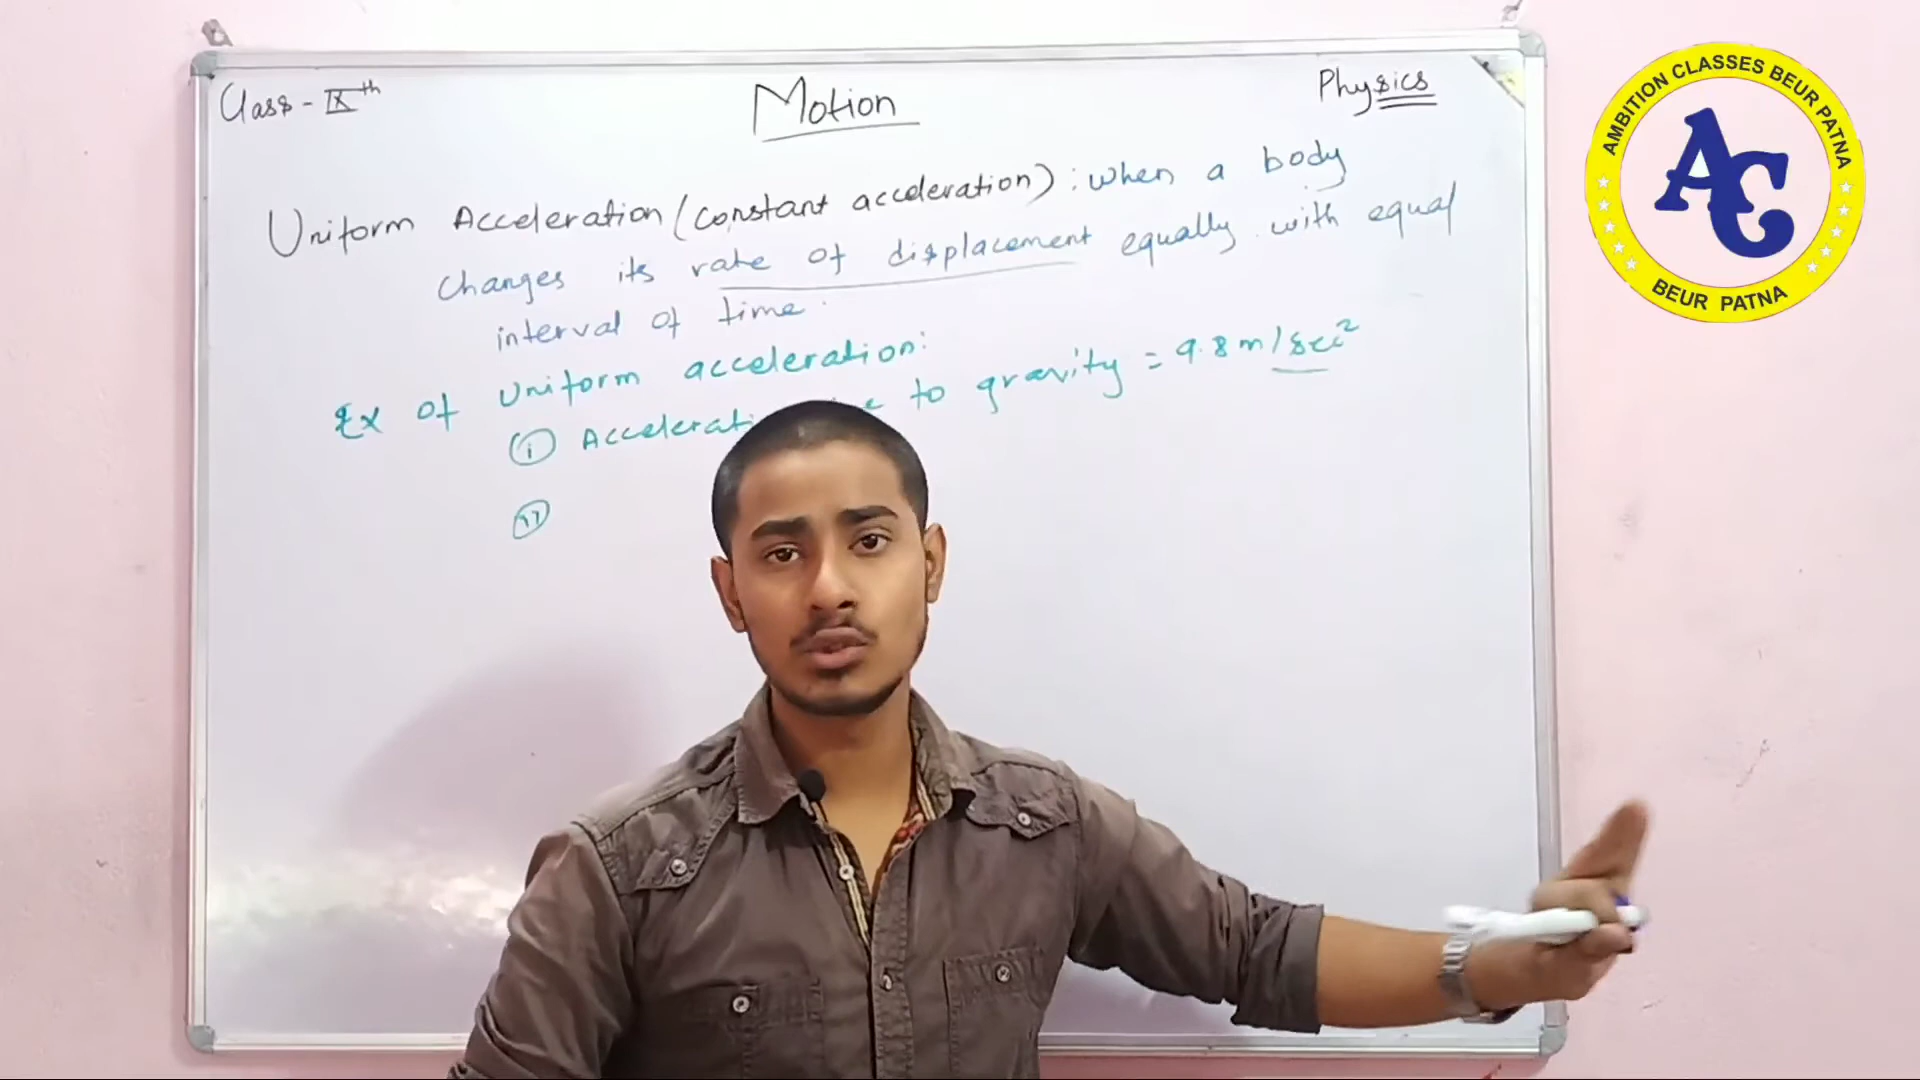 Class - IXth
Motion
Physics
Uniform Acceleration (constant acceleration) : when a body
changes its rate of displacement equally with equal
interval of time.
Ex of uniform acceleration:
(i) Accelerati e to gravity = 9.8 m/sec²
(ii)
AMBITION CLASSES BEUR PATNA
AC
BEUR PATNA